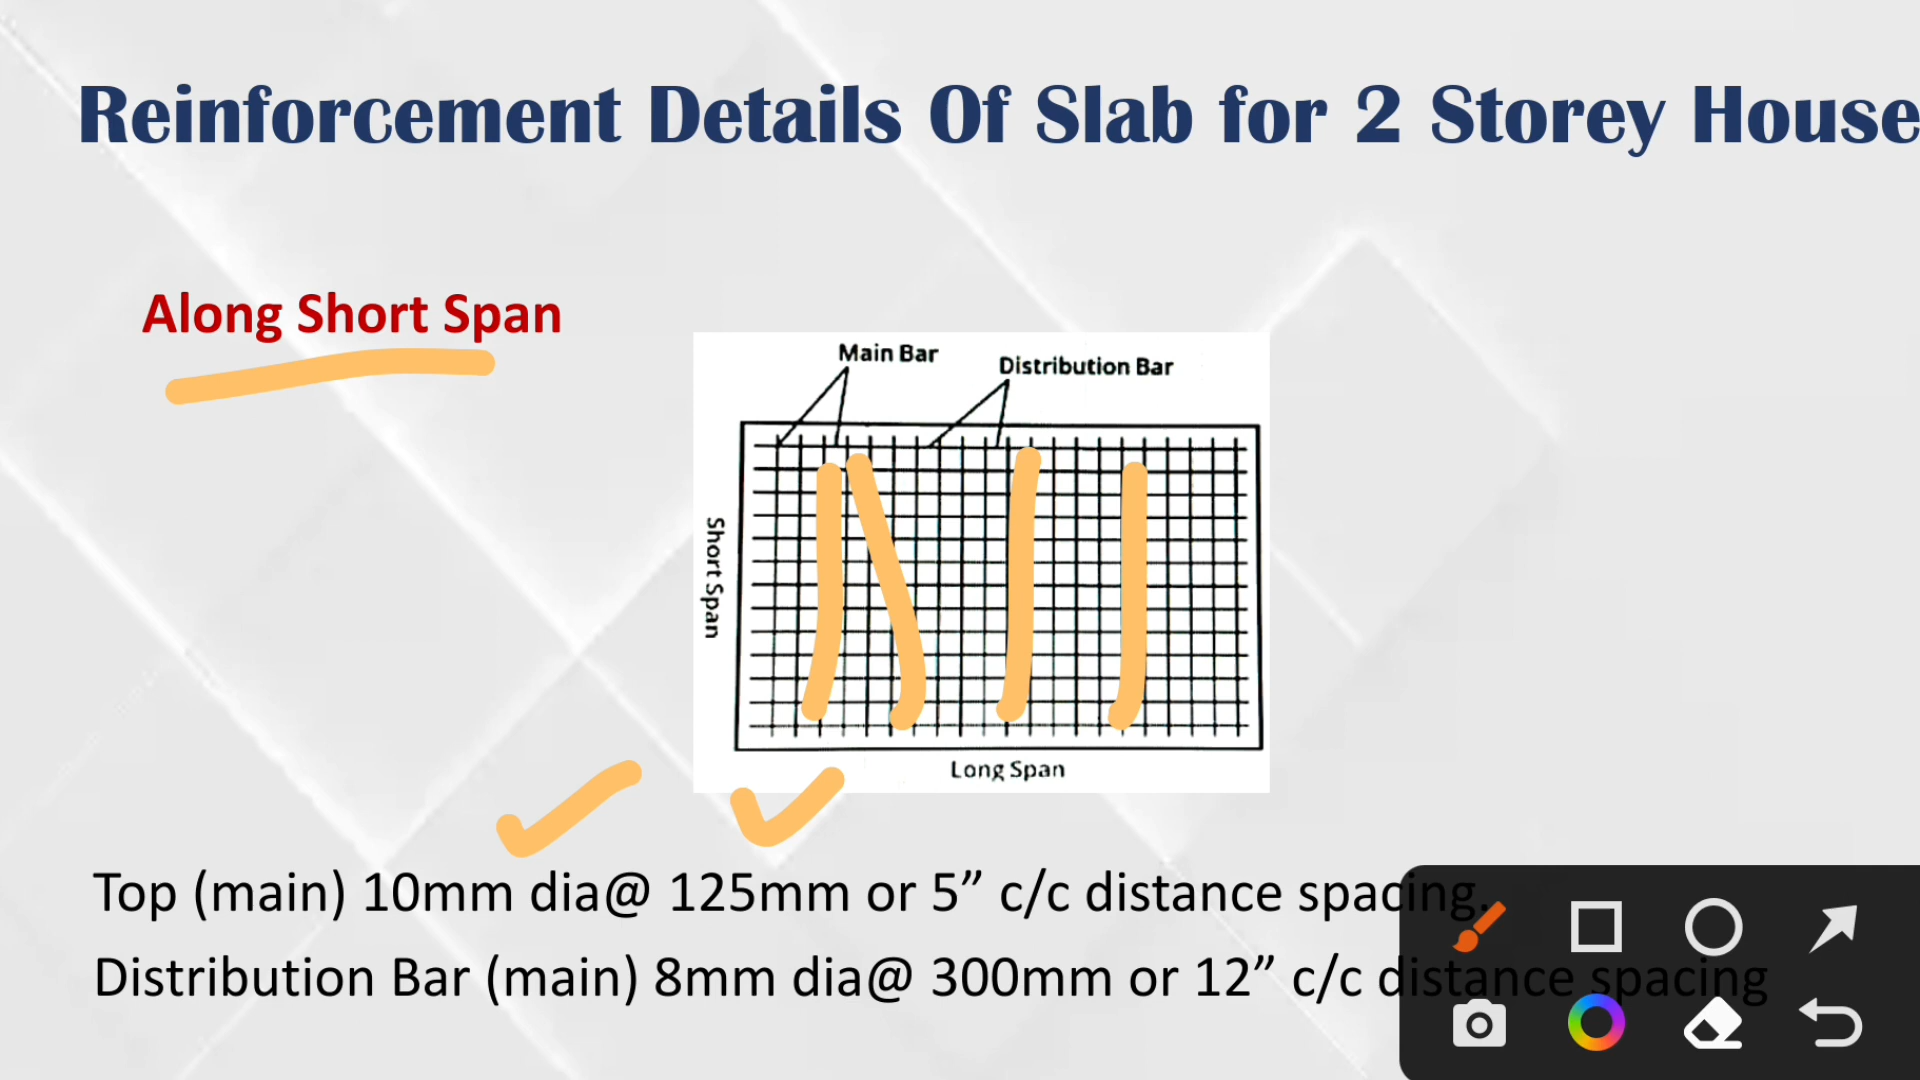 Reinforcement Details Of Slab for 2 Storey House
Along Short Span
Main Bar
Distribution Bar
Short Span
Long Span
Top (main) 10mm dia@ 125mm or 5” c/c distance spacing.
Distribution Bar (main) 8mm dia@ 300mm or 12” c/c distance spacing